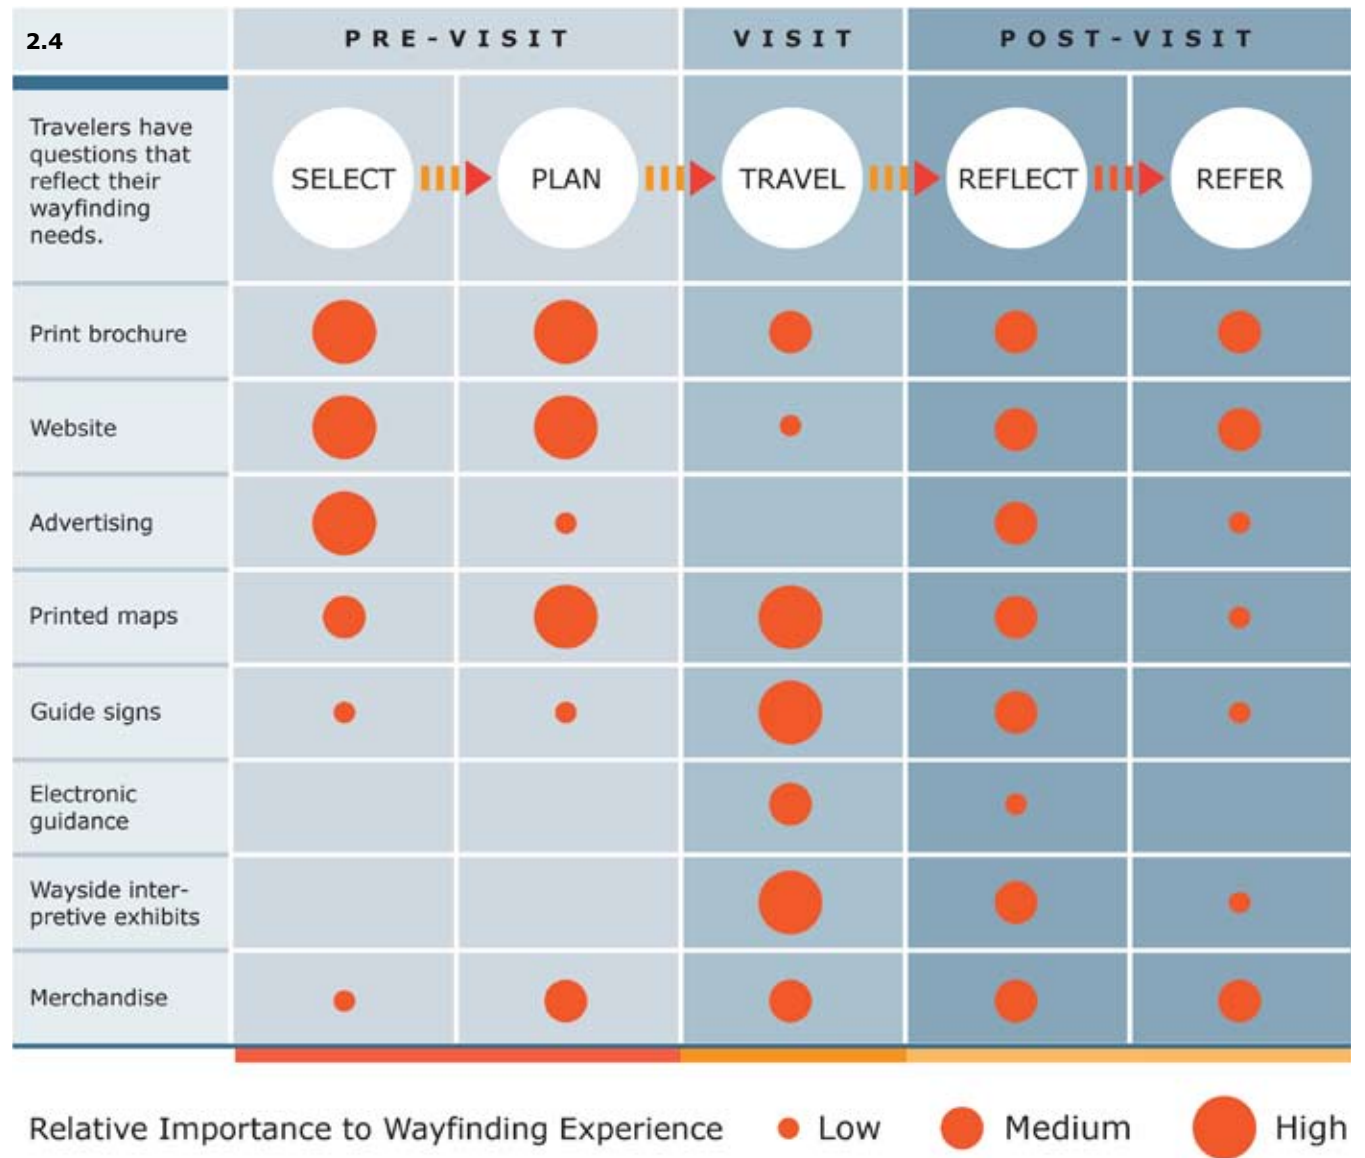 2.4
PRE-VISIT
VISIT
POST-VISIT
Travelers have
questions that
reflect their
wayfinding
needs.
SELECT
PLAN
TRAVEL
REFLECT
REFER
Print brochure
Website
Advertising
Printed maps
Guide signs
Electronic
guidance
Wayside inter-
pretive exhibits
Merchandise
Relative Importance to Wayfinding Experience
Low
Medium
High